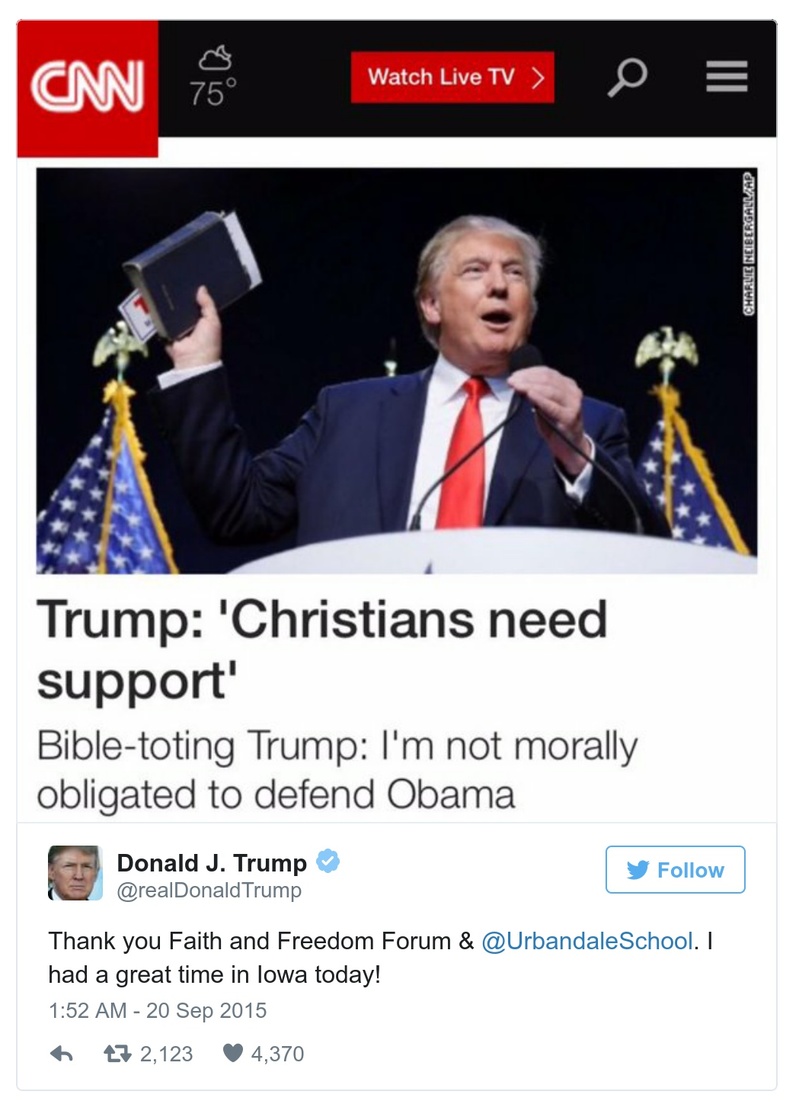 CNN
75°
Watch Live TV
CHARLIE NEIBERGALL/AP
Trump: 'Christians need
support'
Bible-toting Trump: I'm not morally
obligated to defend Obama
Donald J. Trump
@realDonaldTrump
Follow
Thank you Faith and Freedom Forum & @UrbandaleSchool. I
had a great time in Iowa today!
1:52 AM - 20 Sep 2015
2,123 4,370